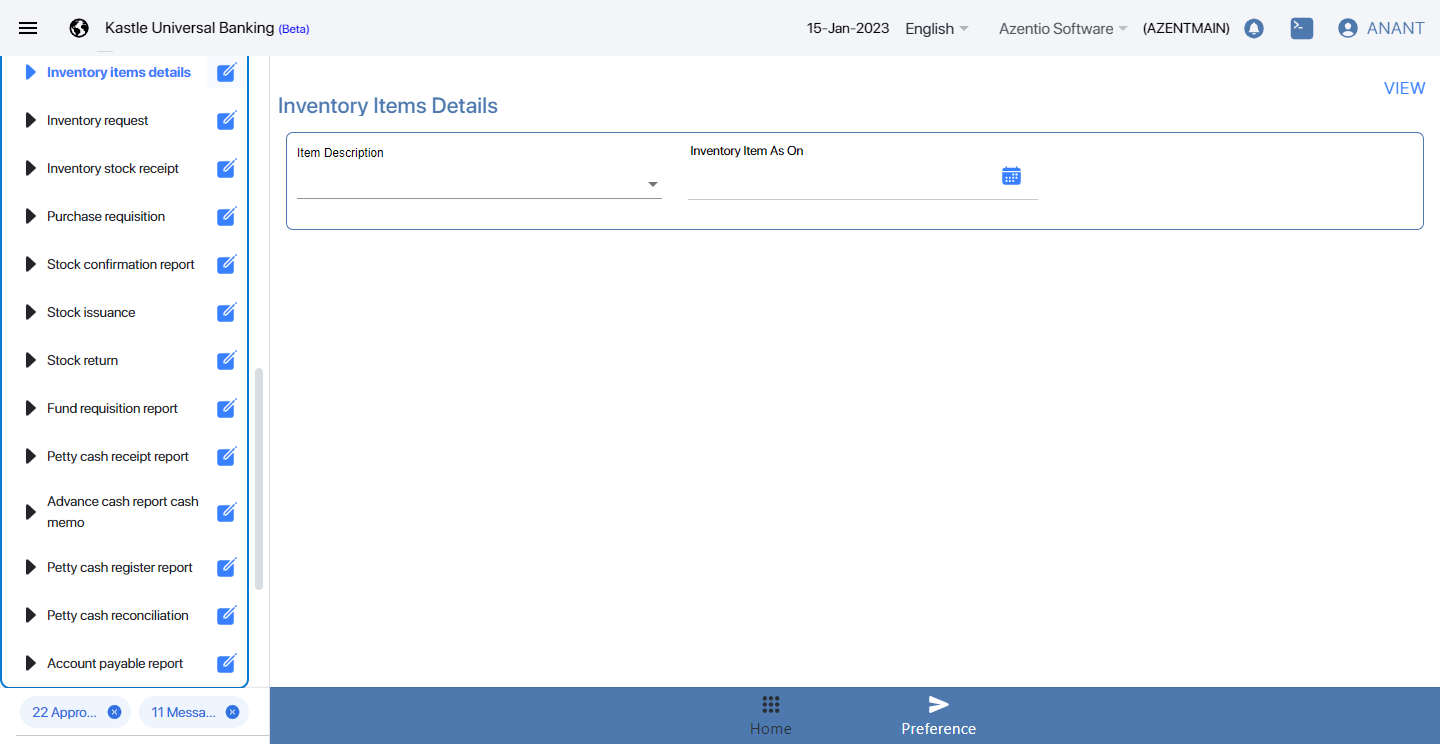 Kastle Universal Banking (Beta)
15-Jan-2023 English Azentio Software (AZENTMAIN) ANANT
Inventory items details
Inventory request
Inventory stock receipt
Purchase requisition
Stock confirmation report
Stock issuance
Stock return
Fund requisition report
Petty cash receipt report
Advance cash report cash
memo
Petty cash register report
Petty cash reconciliation
Account payable report
22 Appro... 11 Messa...
VIEW
Inventory Items Details
Item Description
Inventory Item As On
Home
Preference